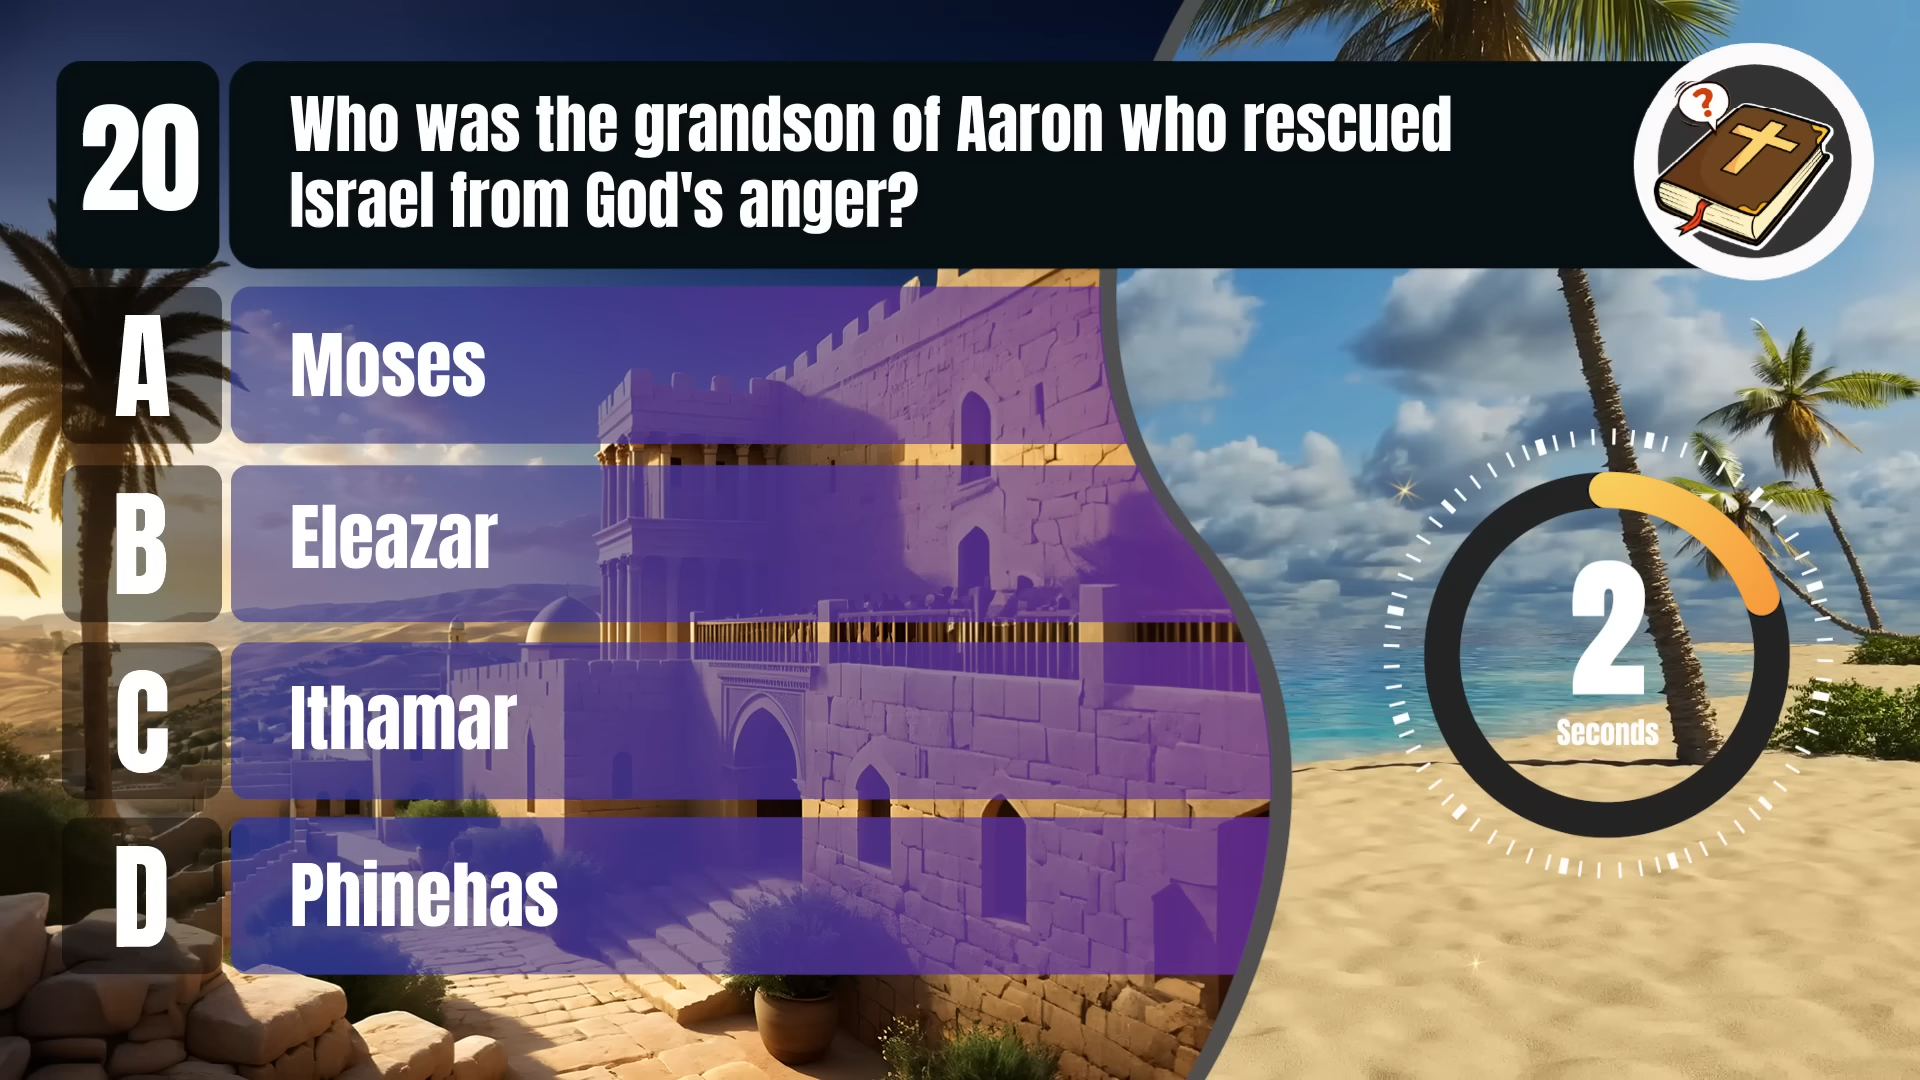 20
Who was the grandson of Aaron who rescued
Israel from God's anger?
?
A
Moses
B
Eleazar
C
Ithamar
D
Phinehas
2
Seconds